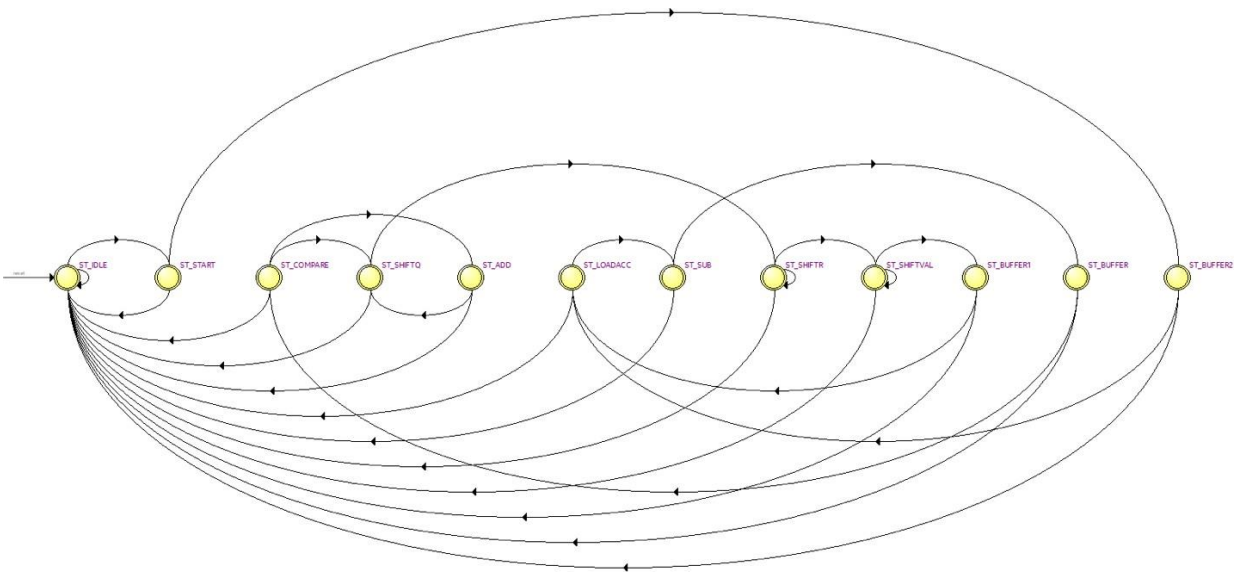 ST_IDLE
ST_START
ST_COMPARE
ST_SHIFTQ
ST_ADD
ST_LOADACC
ST_SUB
ST_SHIFTR
ST_SHIFTVAL
ST_BUFFER1
ST_BUFFER
ST_BUFFER2